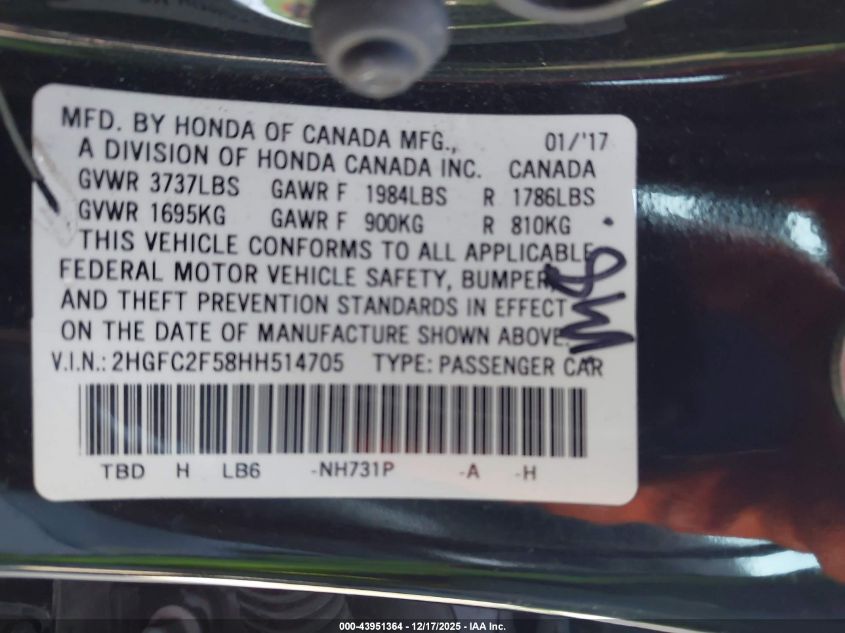 MFD. BY HONDA OF CANADA MFG., 01/'17
A DIVISION OF HONDA CANADA INC. CANADA
GVWR 3737LBS GAWR F 1984LBS R 1786LBS
GVWR 1695KG GAWR F 900KG R 810KG
THIS VEHICLE CONFORMS TO ALL APPLICABLE
FEDERAL MOTOR VEHICLE SAFETY, BUMPER,
AND THEFT PREVENTION STANDARDS IN EFFECT
ON THE DATE OF MANUFACTURE SHOWN ABOVE.
V.I.N.: 2HGFC2F58HH514705 TYPE: PASSENGER CAR
TBD H LB6 -NH731P -A -H
000-43951364 - 12/17/2025 - IAA Inc.